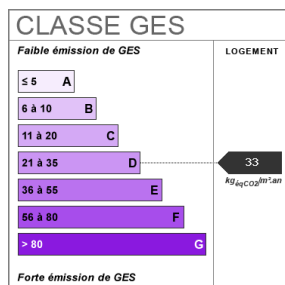 CLASSE GES
Faible émission de GES
LOGEMENT
≤ 5 A
6 à 10 B
11 à 20 C
21 à 35 D
33
kgéqCO2/m².an
36 à 55 E
56 à 80 F
> 80 G
Forte émission de GES